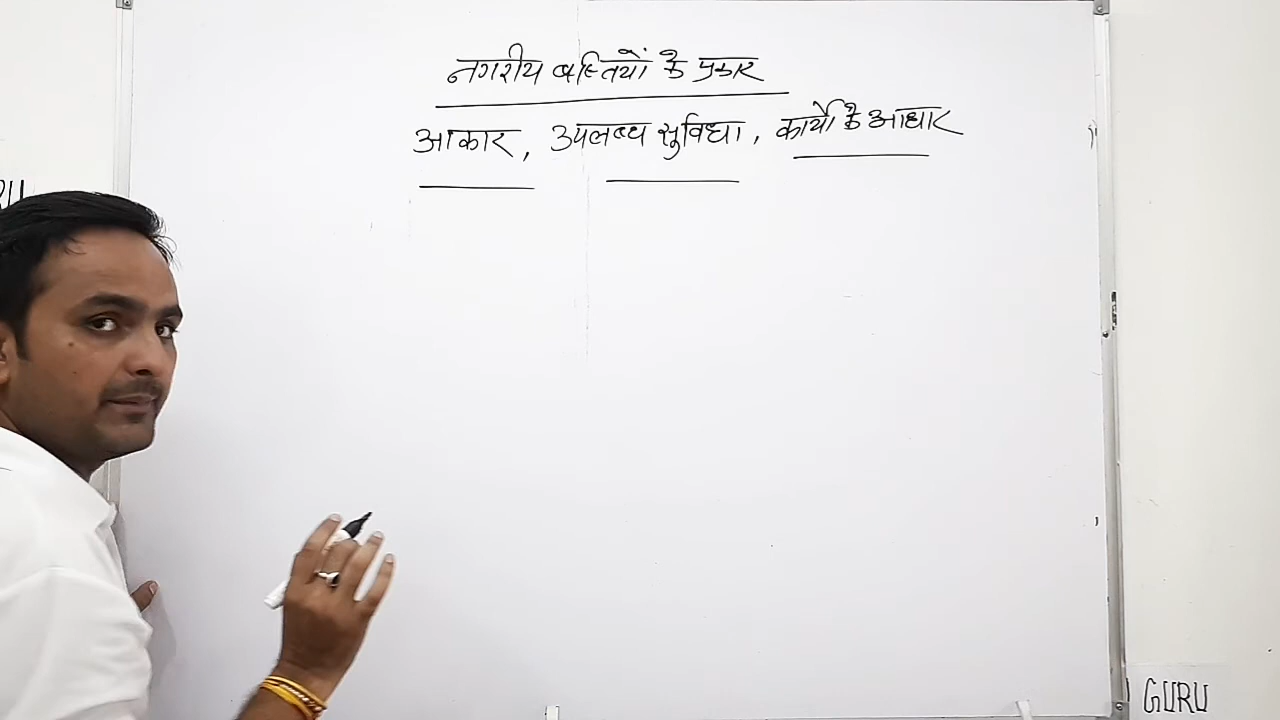 नगरीय बस्तियों के प्रकार
आकार, उपलब्ध सुविधा, कार्यो के आधार
GURU